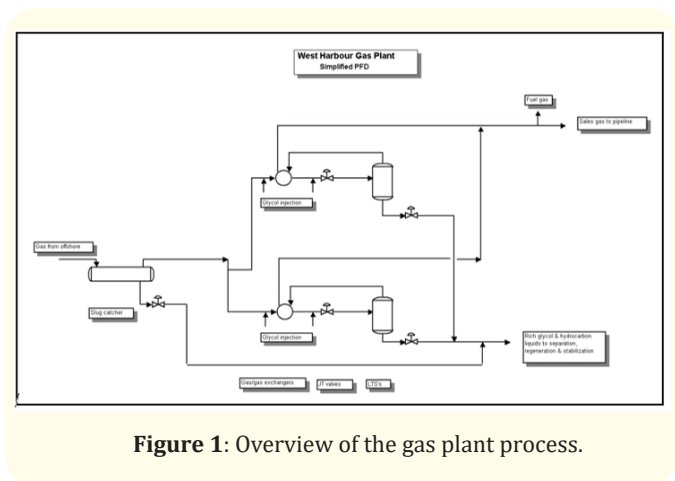 West Harbour Gas Plant
Simplified PFD
Fuel gas
Sales gas to pipeline
Glycol injection
Gas from offshore
Slug catcher
Glycol injection
Rich glycol & hydrocarbon
liquids to separation,
regeneration & stabilization
Gas/gas exchangers
JT valves
LTS's
Figure 1: Overview of the gas plant process.